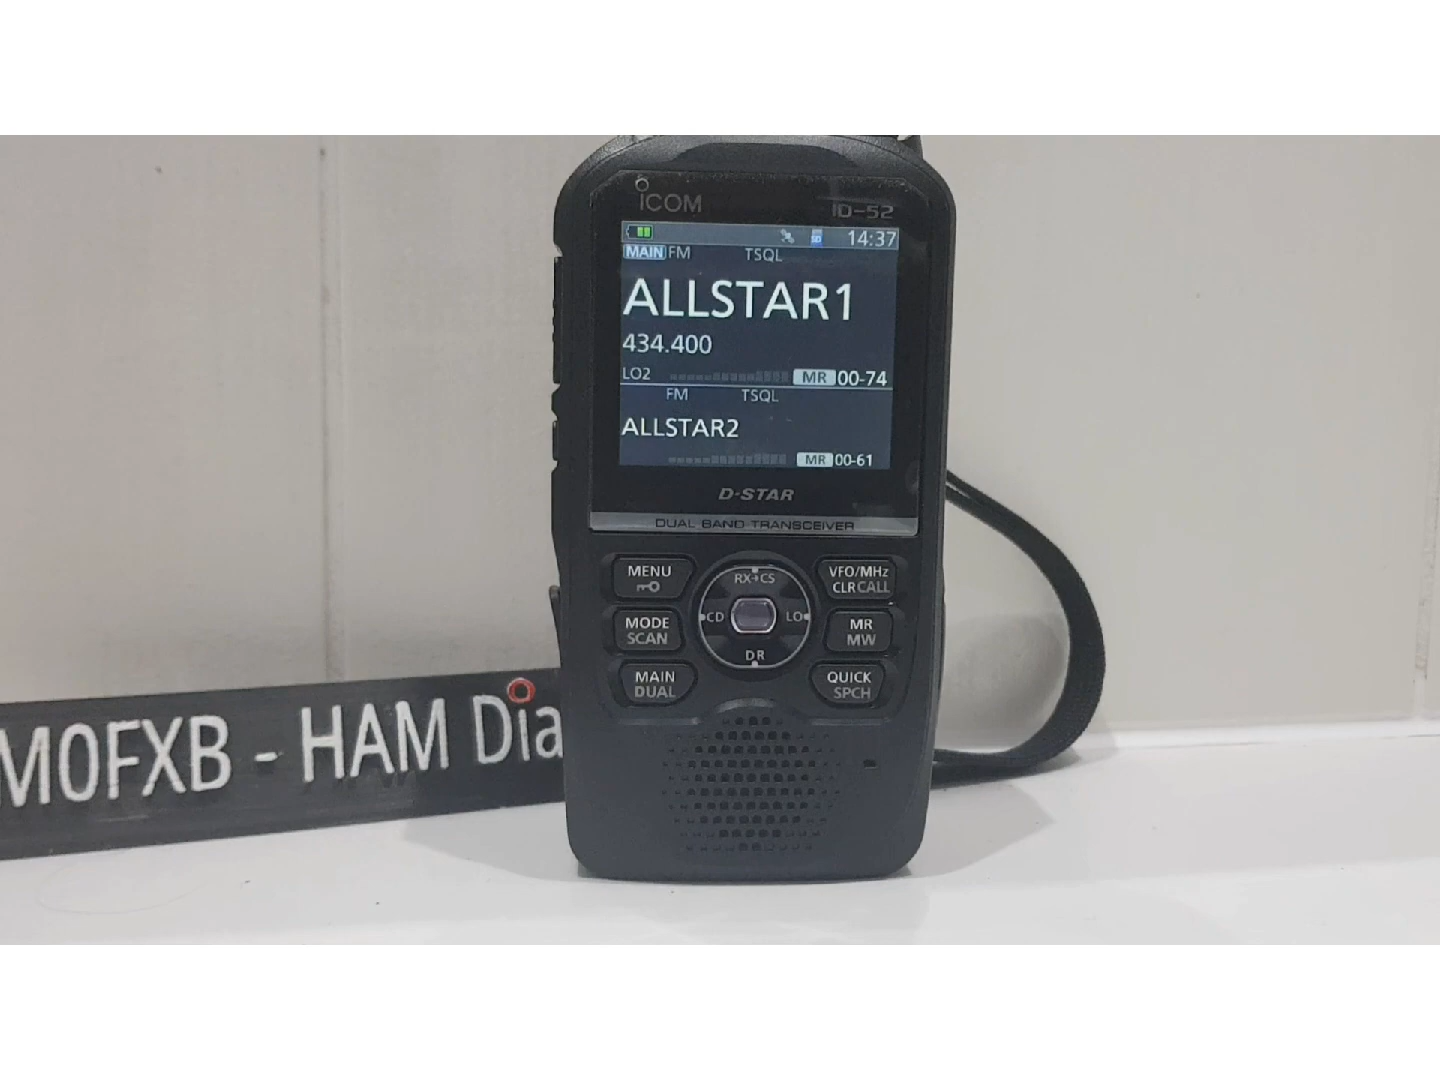 ICOM
ID-52
14:37
MAIN FM TSQL
ALLSTAR1
434.400
LO2 MR 00-74
FM TSQL
ALLSTAR2
MR 00-61
D-STAR
DUAL BAND TRANSCEIVER
MENU
RX→CS
VFO/MHz
CLR CALL
MODE
SCAN
CD
LO
MR
MW
DR
MAIN
DUAL
QUICK
SPCH
M0FXB - HAM Dia